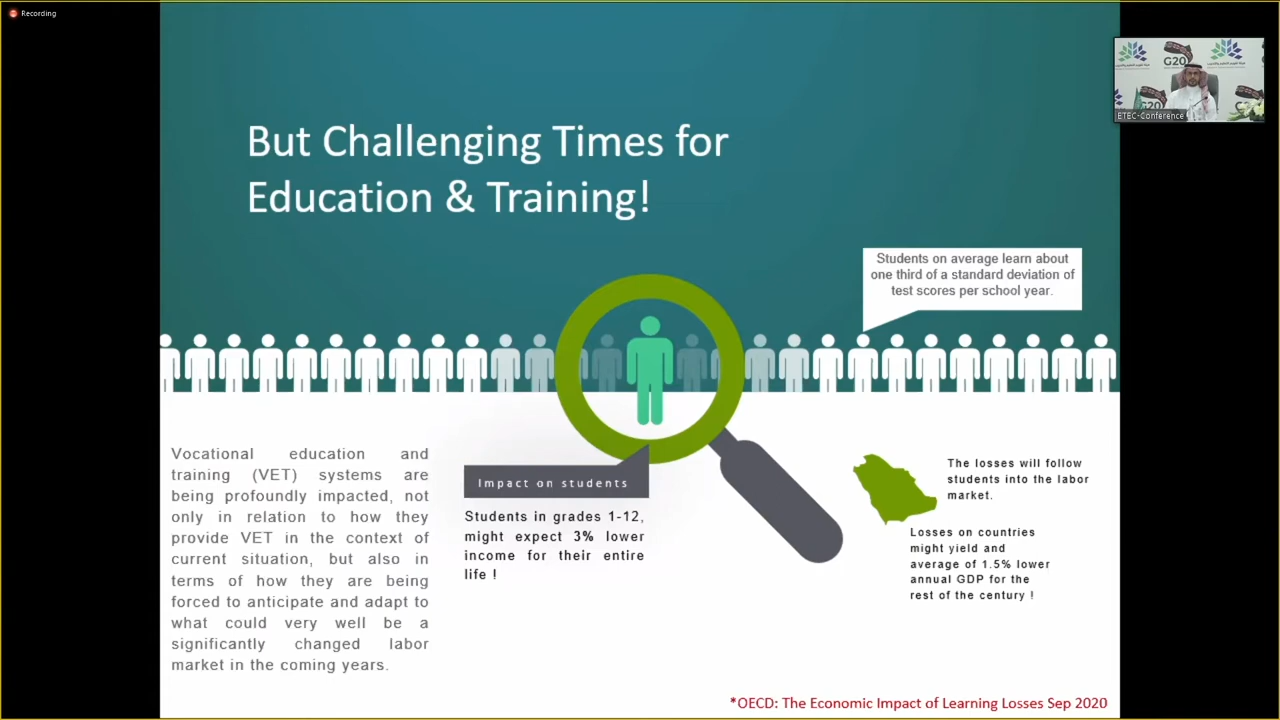 Recording
G20
G20
ETEC-Conference
But Challenging Times for
Education & Training!
Students on average learn about
one third of a standard deviation of
test scores per school year.
Vocational education and
training (VET) systems are
being profoundly impacted, not
only in relation to how they
provide VET in the context of
current situation, but also in
terms of how they are being
forced to anticipate and adapt to
what could very well be a
significantly changed labor
market in the coming years.
Impact on students
Students in grades 1-12,
might expect 3% lower
income for their entire
life !
The losses will follow
students into the labor
market.
Losses on countries
might yield and
average of 1.5% lower
annual GDP for the
rest of the century !
*OECD: The Economic Impact of Learning Losses Sep 2020